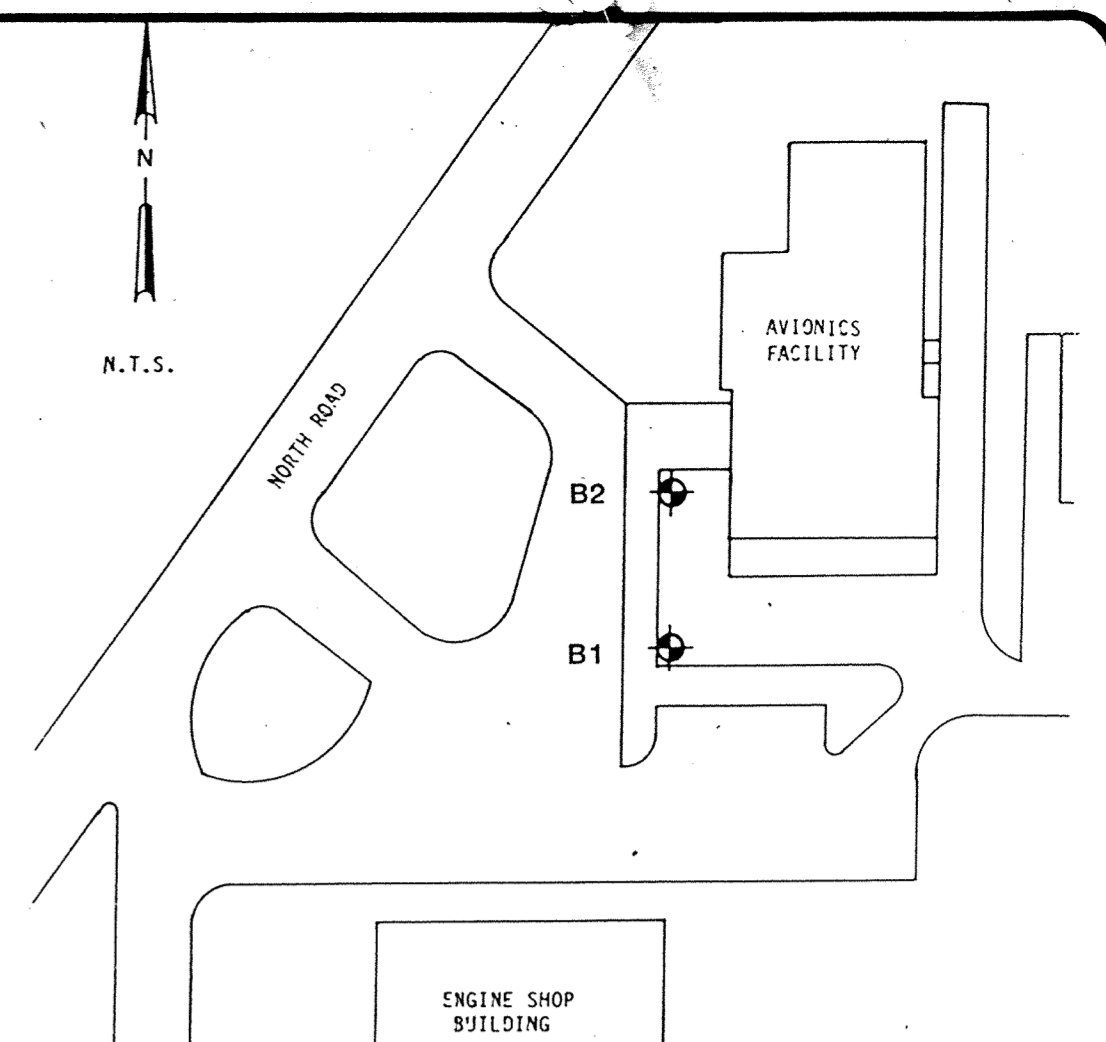 N
N.T.S.
NORTH ROAD
AVIONICS
FACILITY
B2
B1
ENGINE SHOP
BUILDING